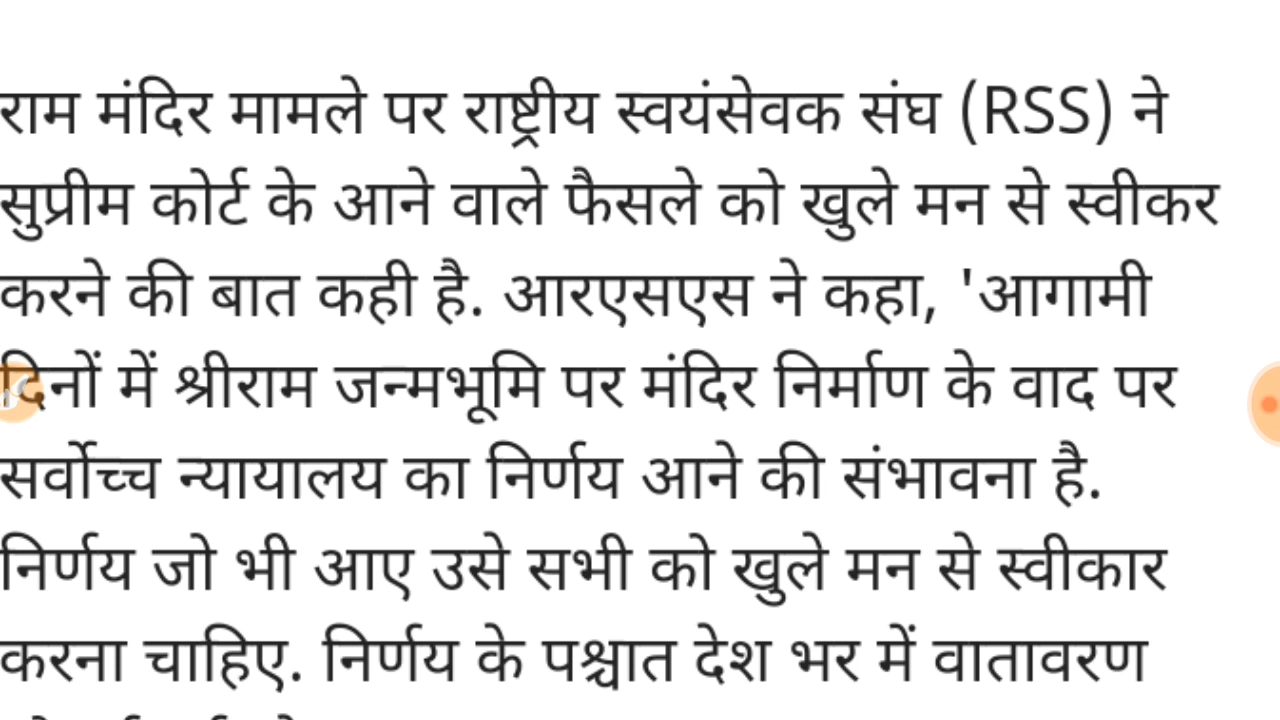 राम मंदिर मामले पर राष्ट्रीय स्वयंसेवक संघ (RSS) ने
सुप्रीम कोर्ट के आने वाले फैसले को खुले मन से स्वीकर
करने की बात कही है. आरएसएस ने कहा, 'आगामी
दिनों में श्रीराम जन्मभूमि पर मंदिर निर्माण के वाद पर
सर्वोच्च न्यायालय का निर्णय आने की संभावना है.
निर्णय जो भी आए उसे सभी को खुले मन से स्वीकार
करना चाहिए. निर्णय के पश्चात देश भर में वातावरण